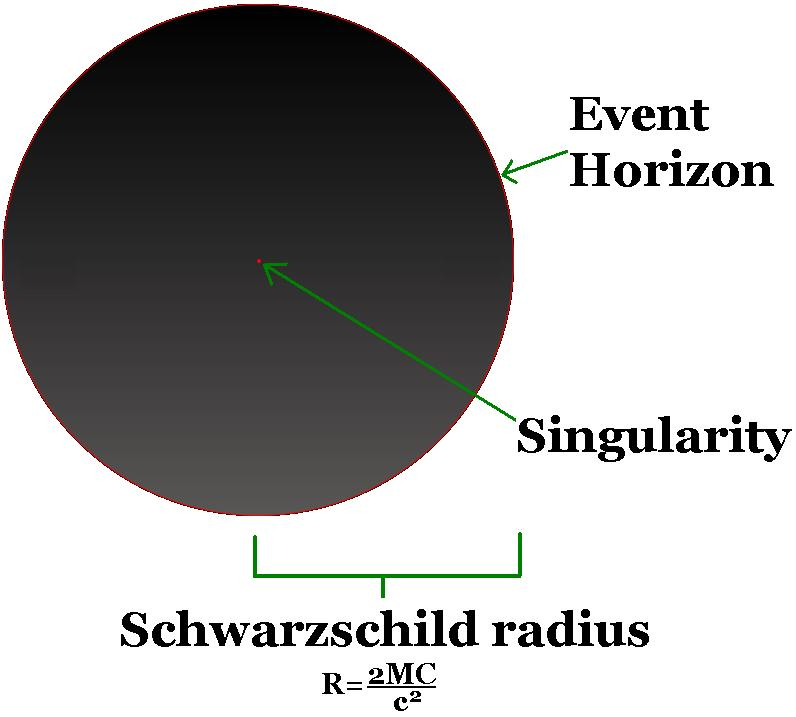 Event
Horizon
Singularity
Schwarzschild radius
R=2MC
c²